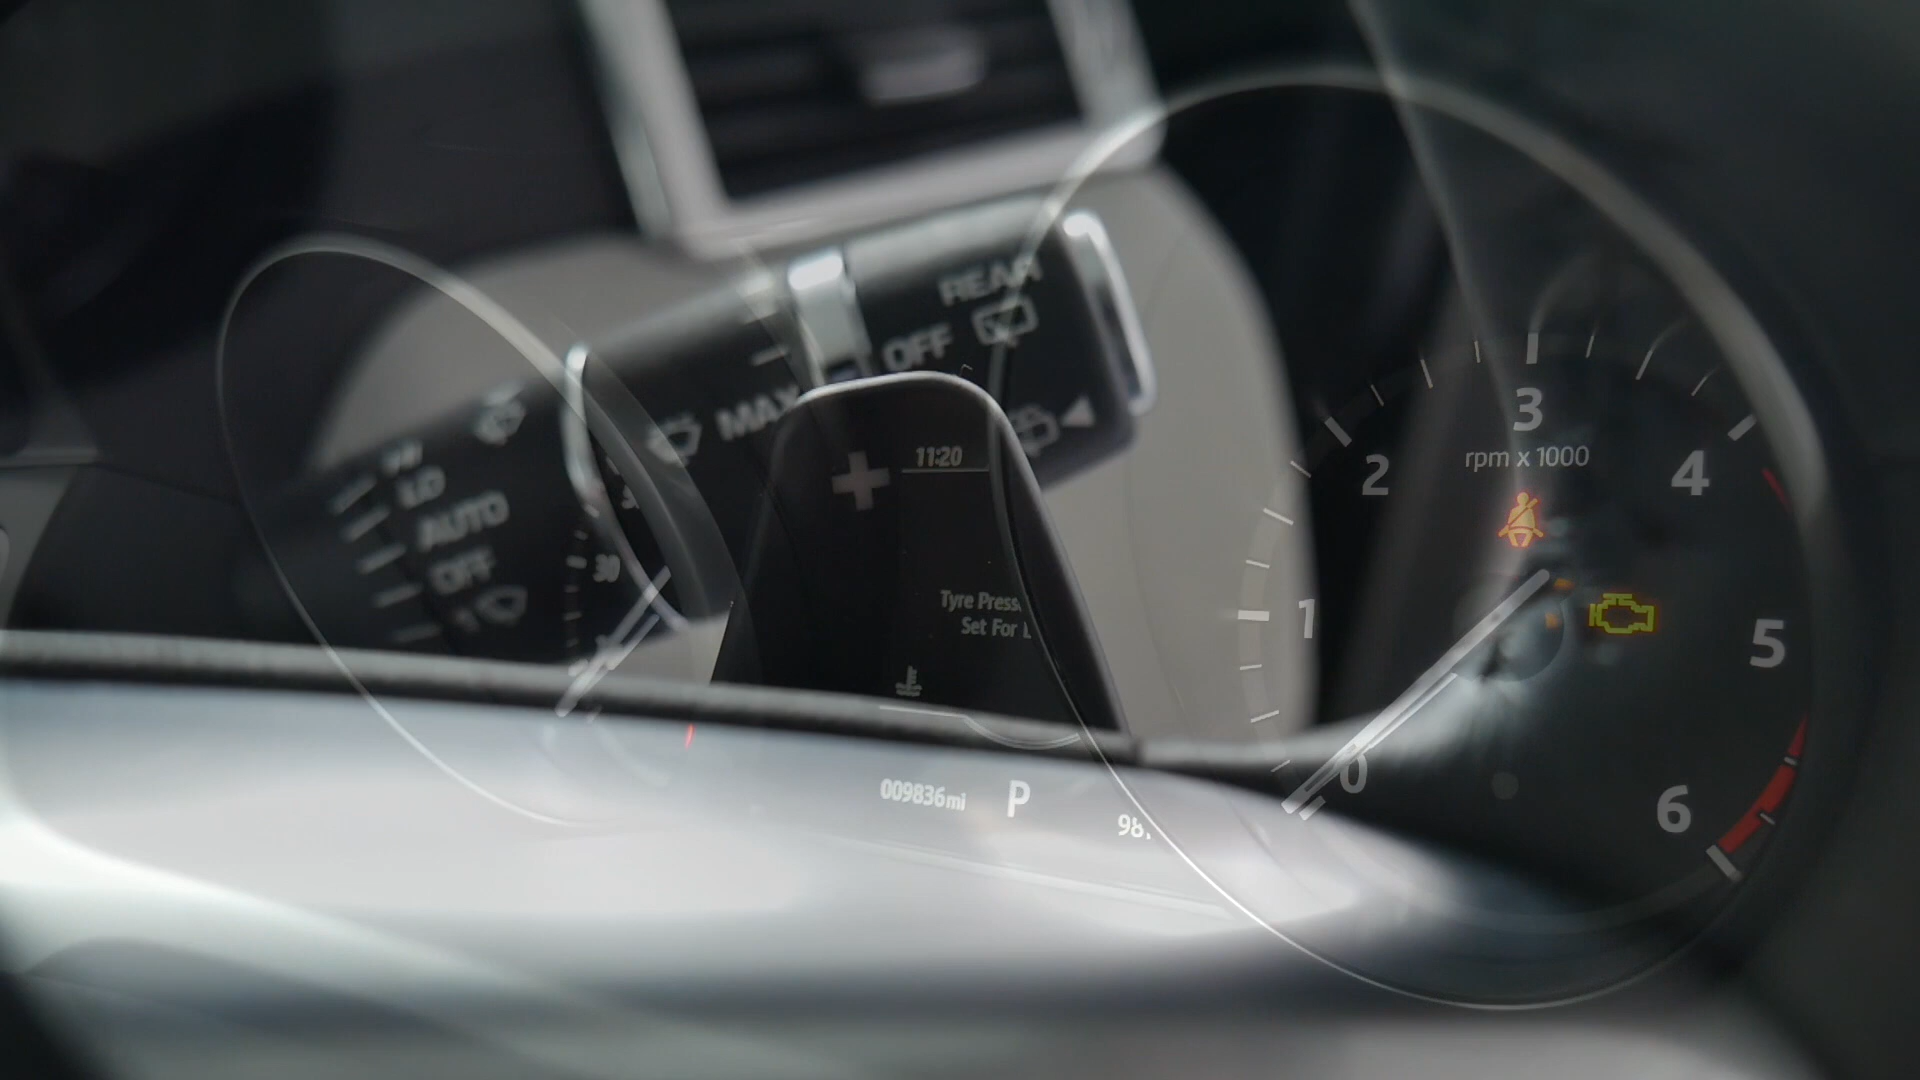 REAR
OFF
MAX
LO
AUTO
OFF
11:20
30
Tyre
Set For
009836mi
P
98.
0
1
2
3
4
5
6
rpm x 1000